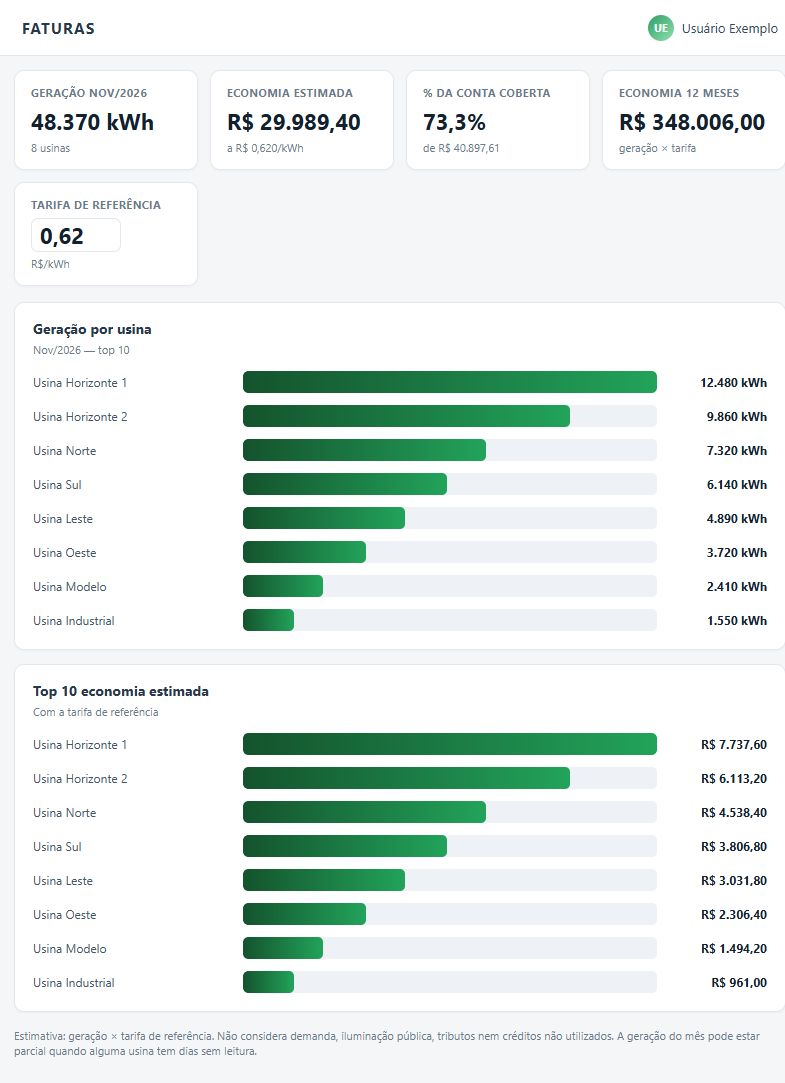 FATURAS
UE Usuário Exemplo
GERAÇÃO NOV/2026
48.370 kWh
8 usinas
ECONOMIA ESTIMADA
R$ 29.989,40
a R$ 0,620/kWh
% DA CONTA COBERTA
73,3%
de R$ 40.897,61
ECONOMIA 12 MESES
R$ 348.006,00
geração × tarifa
TARIFA DE REFERÊNCIA
0,62
R$/kWh
Geração por usina
Nov/2026 — top 10
Usina Horizonte 1 12.480 kWh
Usina Horizonte 2 9.860 kWh
Usina Norte 7.320 kWh
Usina Sul 6.140 kWh
Usina Leste 4.890 kWh
Usina Oeste 3.720 kWh
Usina Modelo 2.410 kWh
Usina Industrial 1.550 kWh
Top 10 economia estimada
Com a tarifa de referência
Usina Horizonte 1 R$ 7.737,60
Usina Horizonte 2 R$ 6.113,20
Usina Norte R$ 4.538,40
Usina Sul R$ 3.806,80
Usina Leste R$ 3.031,80
Usina Oeste R$ 2.306,40
Usina Modelo R$ 1.494,20
Usina Industrial R$ 961,00
Estimativa: geração × tarifa de referência. Não considera demanda, iluminação pública, tributos nem créditos não utilizados. A geração do mês pode estar
parcial quando alguma usina tem dias sem leitura.